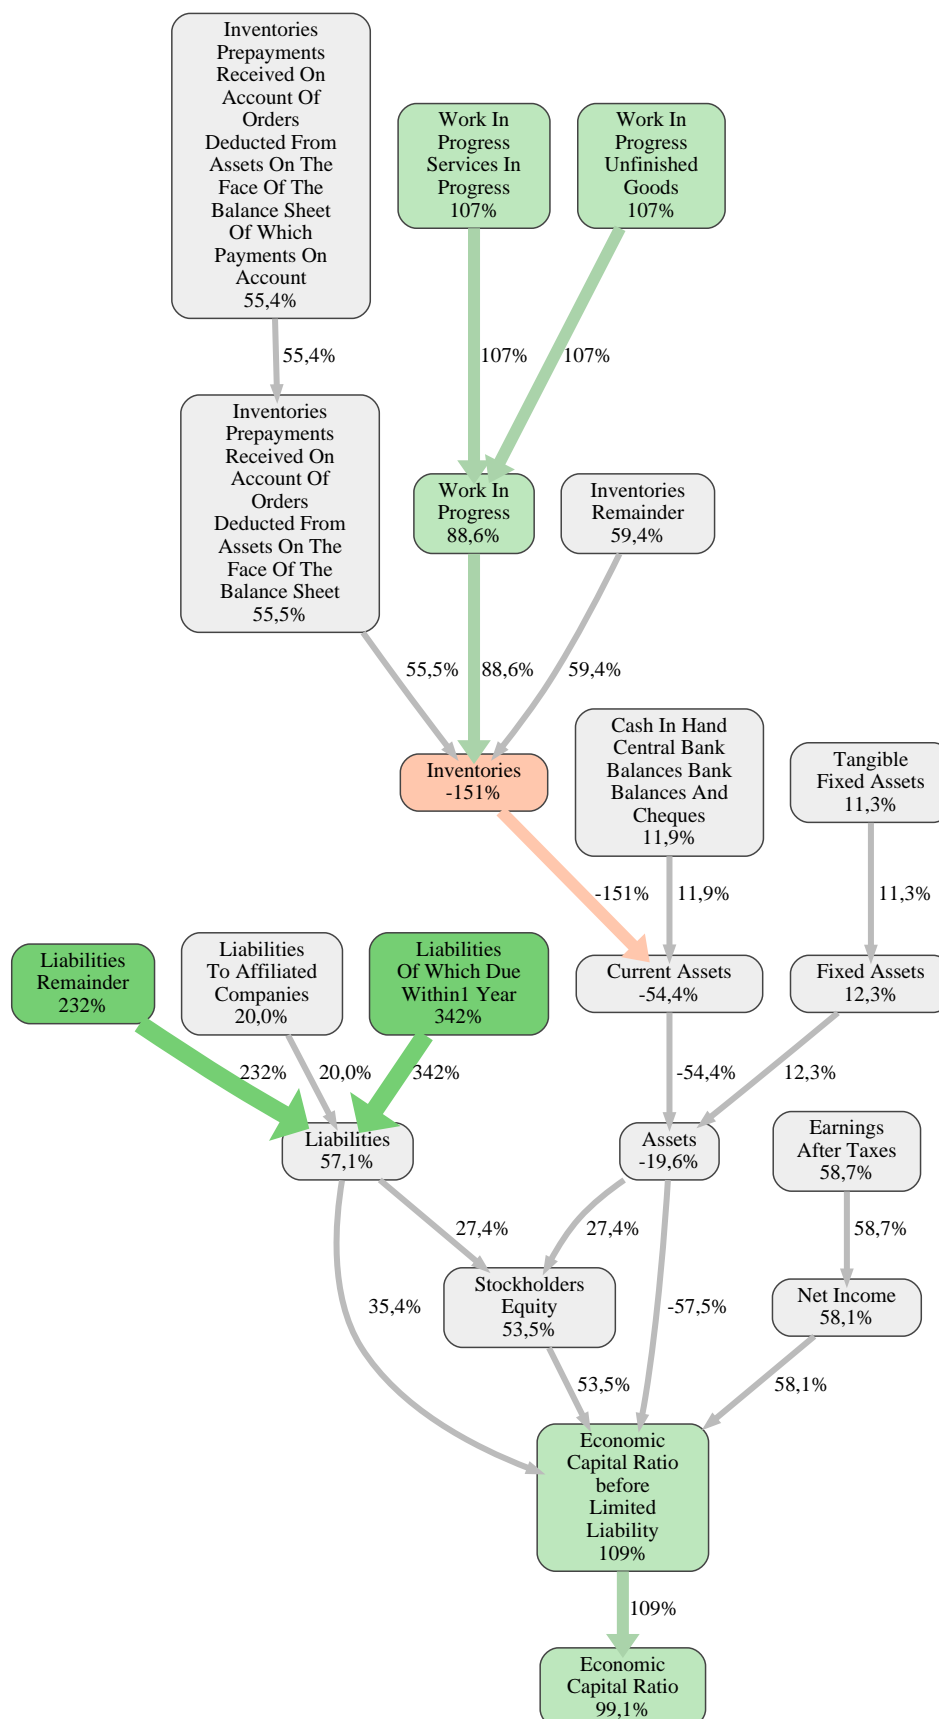 Inventories
Prepayments
Received On
Account Of
Orders
Deducted From
Assets On The
Face Of The
Balance Sheet
Of Which
Payments On
Account
55,4%
Work In
Progress
Services In
Progress
107%
Work In
Progress
Unfinished
Goods
107%
55,4%
107%
107%
Inventories
Prepayments
Received On
Account Of
Orders
Deducted From
Assets On The
Face Of The
Balance Sheet
55,5%
Work In
Progress
88,6%
Inventories
Remainder
59,4%
55,5%
88,6%
59,4%
Inventories
-151%
Cash In Hand
Central Bank
Balances Bank
Balances And
Cheques
11,9%
Tangible
Fixed Assets
11,3%
-151%
11,9%
11,3%
Liabilities
Remainder
232%
Liabilities
To Affiliated
Companies
20,0%
Liabilities
Of Which Due
Within1 Year
342%
Current Assets
-54,4%
Fixed Assets
12,3%
232%
20,0%
342%
-54,4%
12,3%
Liabilities
57,1%
Assets
-19,6%
Earnings
After Taxes
58,7%
27,4%
27,4%
58,7%
35,4%
Stockholders
Equity
53,5%
-57,5%
Net Income
58,1%
53,5%
58,1%
Economic
Capital Ratio
before
Limited
Liability
109%
109%
Economic
Capital Ratio
99,1%